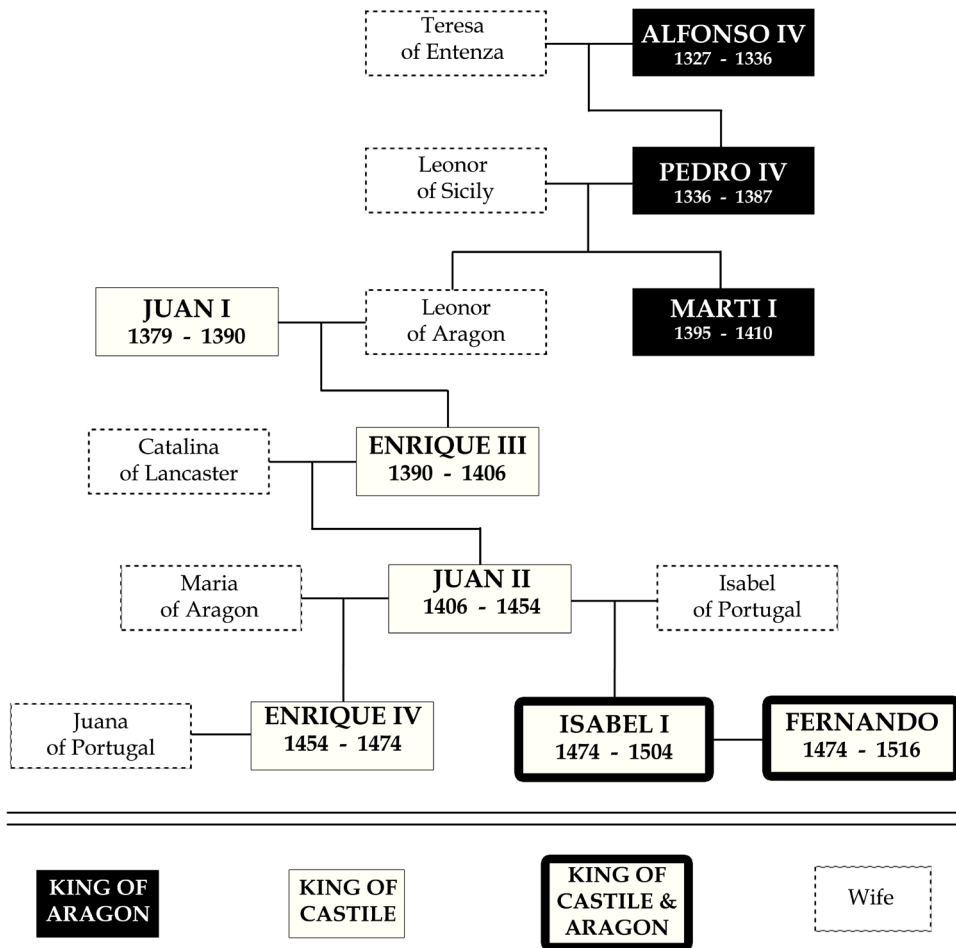 Teresa
of Entenza
ALFONSO IV
1327 - 1336
Leonor
of Sicily
PEDRO IV
1336 - 1387
JUAN I
1379 - 1390
Leonor
of Aragon
MARTI I
1395 - 1410
Catalina
of Lancaster
ENRIQUE III
1390 - 1406
Maria
of Aragon
JUAN II
1406 - 1454
Isabel
of Portugal
Juana
of Portugal
ENRIQUE IV
1454 - 1474
ISABEL I
1474 - 1504
FERNANDO
1474 - 1516
KING OF
ARAGON
KING OF
CASTILE
KING OF
CASTILE &
ARAGON
Wife